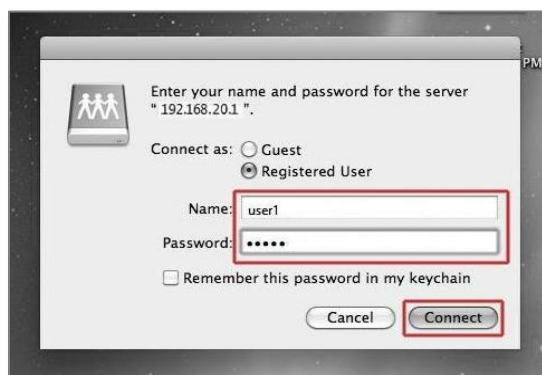 PM
Enter your name and password for the server
" 192.168.20.1 ".
Connect as: Guest
Registered User
Name: user1
Password: •••••
Remember this password in my keychain
Cancel Connect